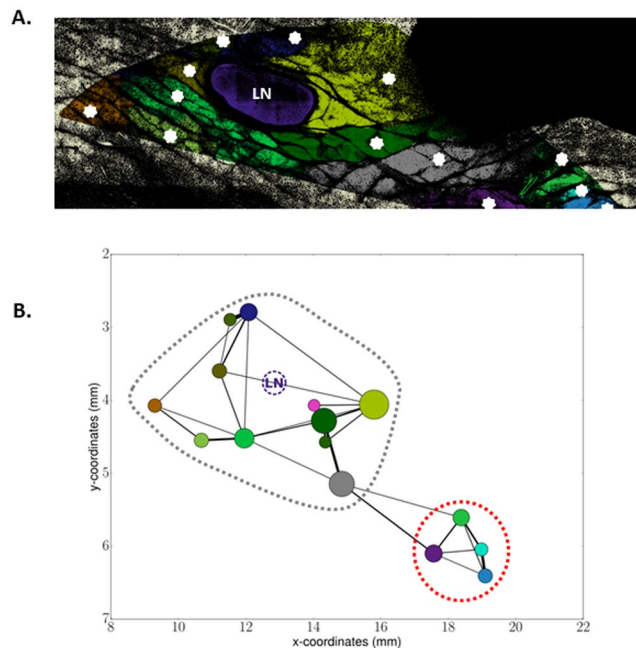 A.
LN
B.
2
3
LN
4
5
6
7
8 10 12 14 16 18 20 22
y-coordinates (mm)
x-coordinates (mm)